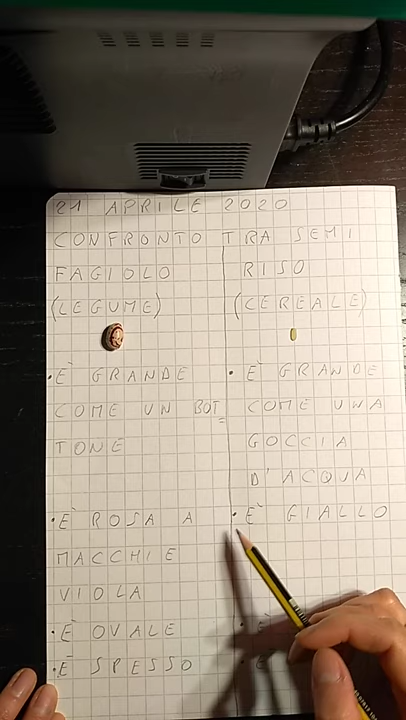 21 APRILE 2020
CONFRONTO TRA SEMI
FAGIOLO
(LEGUME)
• È GRANDE
COME UN BOT=
TONE
• È ROSA A
MACCHIE
VIOLA
• È OVALE
• È SPESSO
RISO
(CEREALE)
• È GRANDE
COME UNA
GOCCIA
D'ACQUA
• È GIALLO
• È
• È